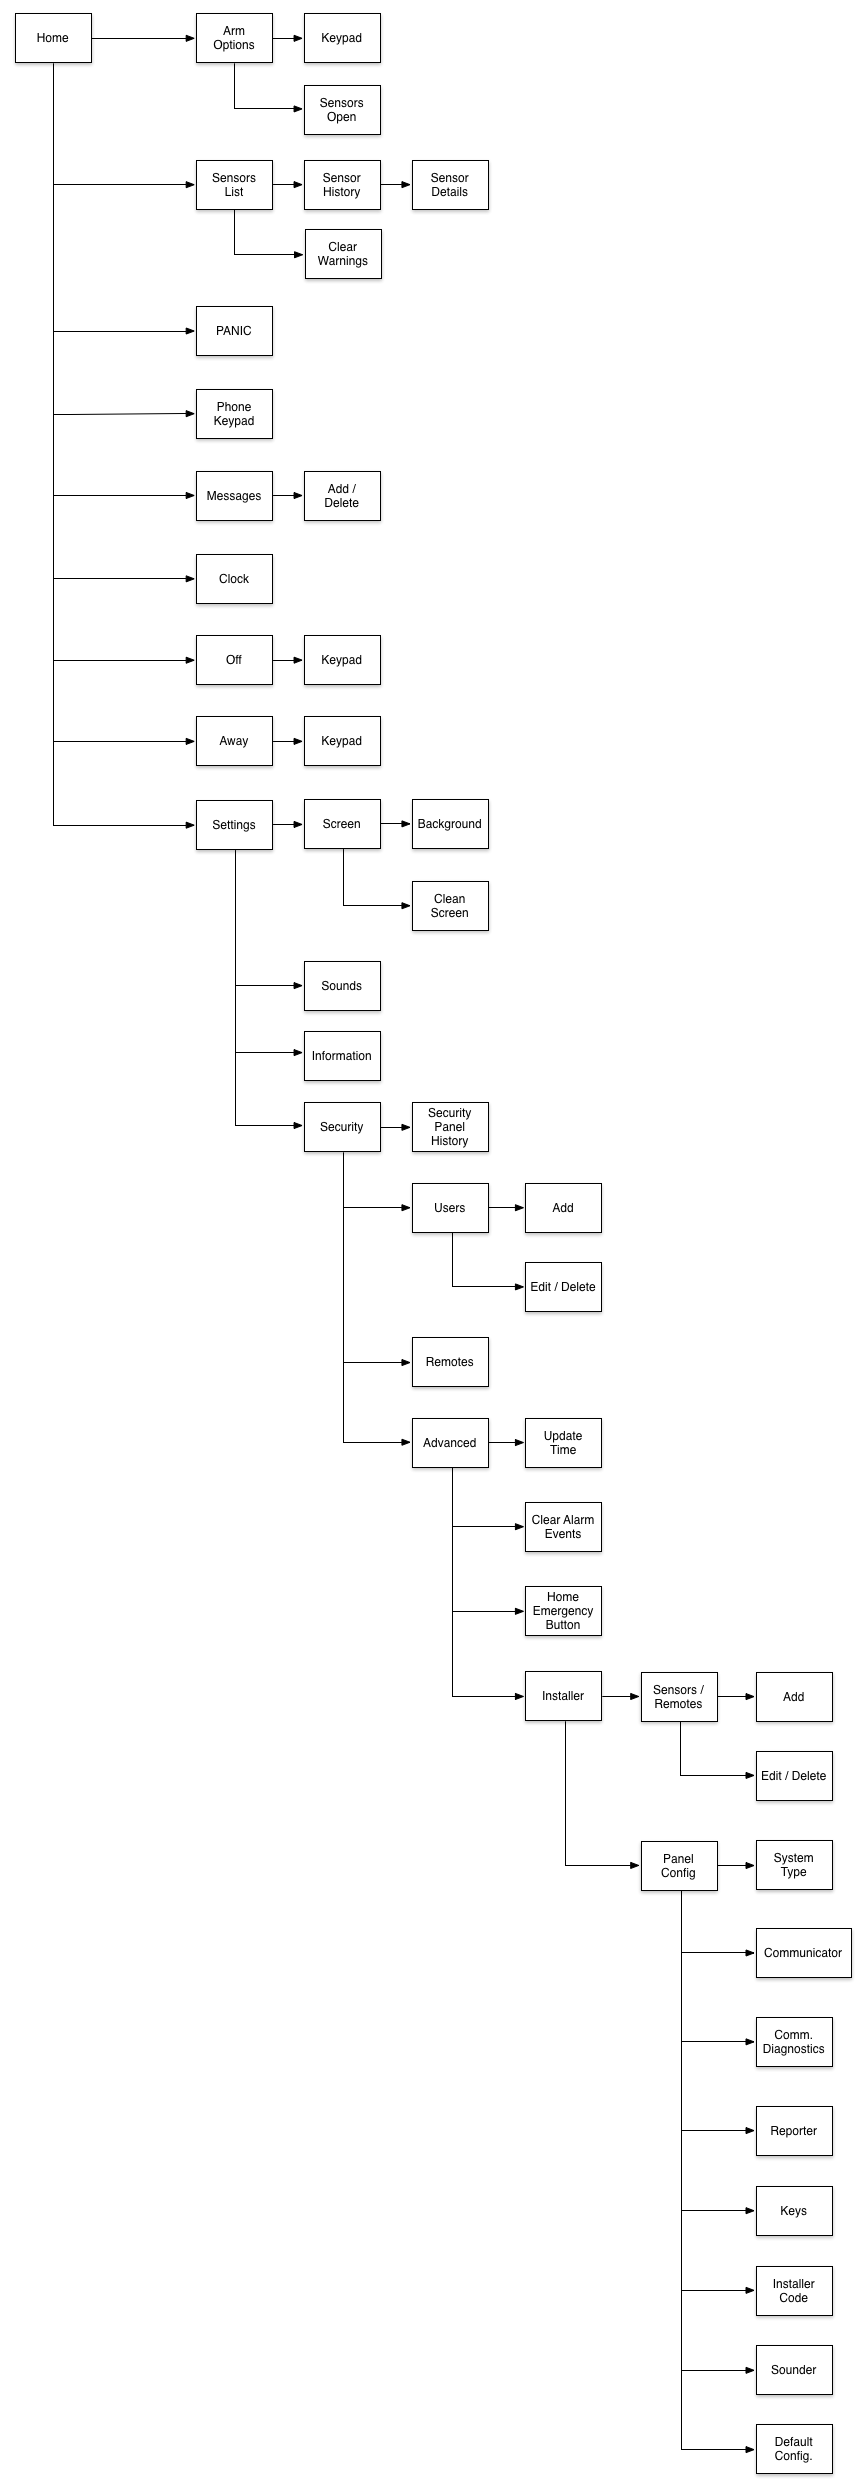 Home
Arm
Options
Keypad
Sensors
Open
Sensors
List
Sensor
History
Sensor
Details
Clear
Warnings
PANIC
Phone
Keypad
Messages
Add /
Delete
Clock
Off
Keypad
Away
Keypad
Settings
Screen
Background
Clean
Screen
Sounds
Information
Security
Security
Panel
History
Users
Add
Edit / Delete
Remotes
Advanced
Update
Time
Clear Alarm
Events
Home
Emergency
Button
Installer
Sensors /
Remotes
Add
Edit / Delete
Panel
Config
System
Type
Communicator
Comm.
Diagnostics
Reporter
Keys
Installer
Code
Sounder
Default
Config.